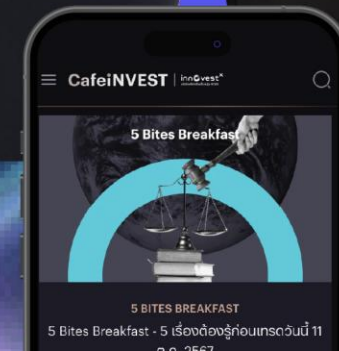 CafeiNVEST | innovestˣ
5 Bites Breakfast
5 BITES BREAKFAST
5 Bites Breakfast - 5 เรื่องต้องรู้ก่อนเทรดวันนี้ 11
2567